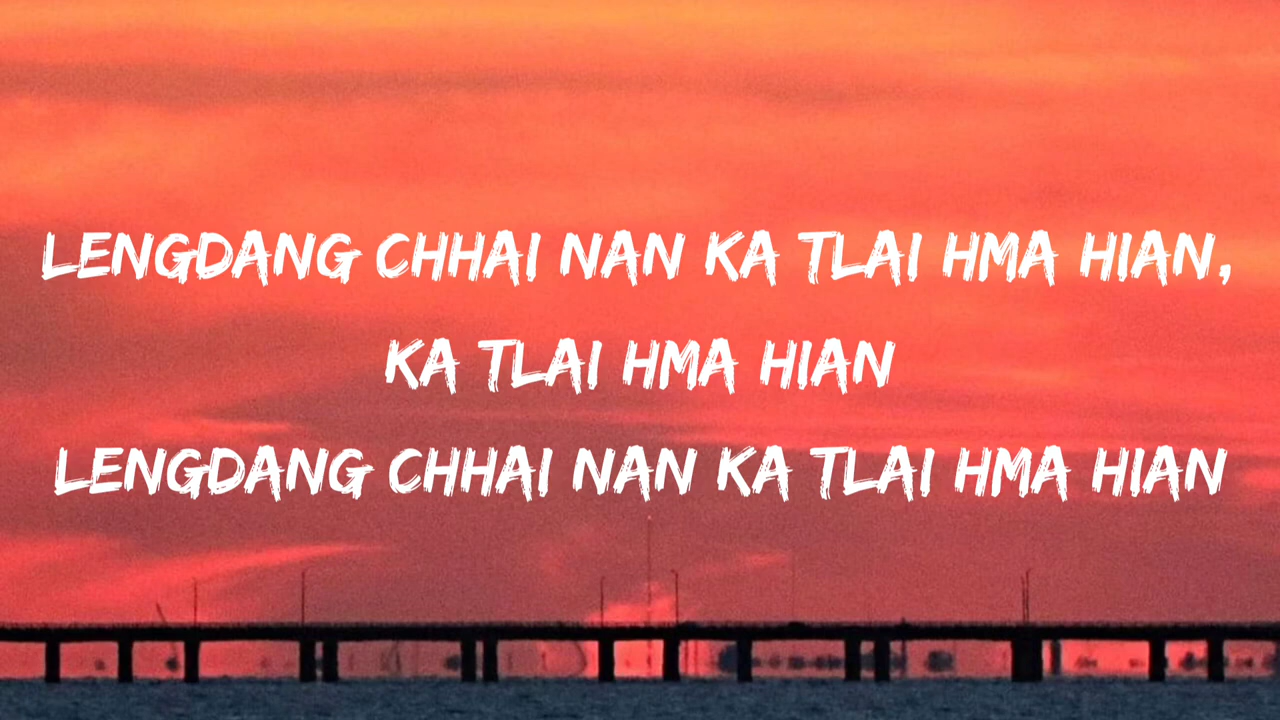 LENGDANG CHHAI NAN KA TLAI HMA HIAN,
KA TLAI HMA HIAN
LENGDANG CHHAI NAN KA TLAI HMA HIAN